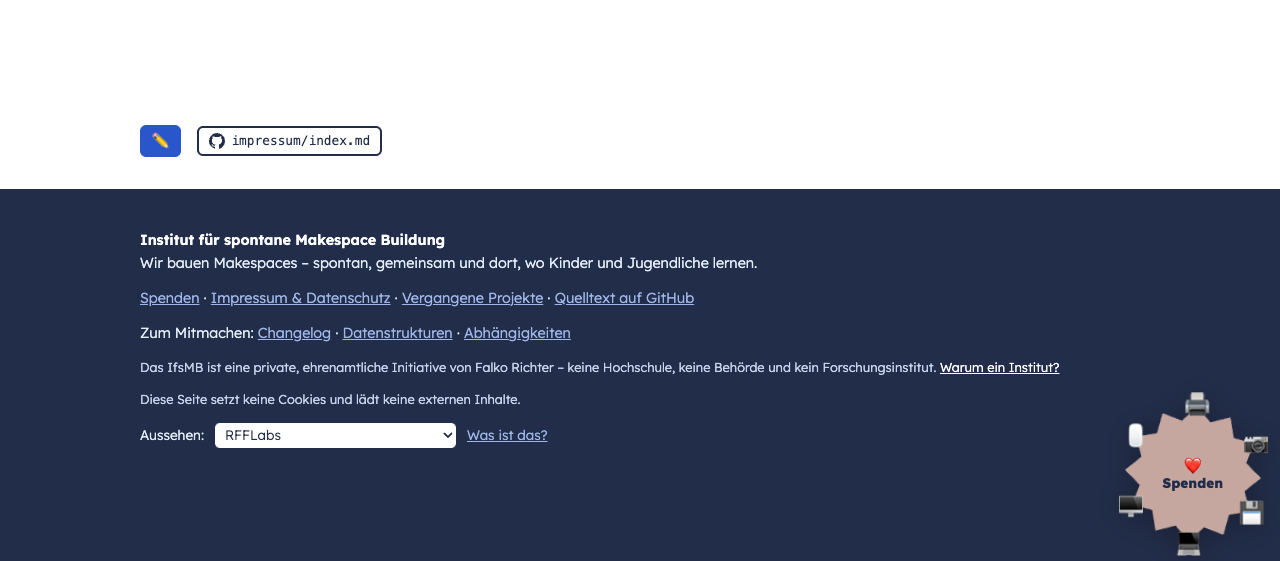 impressum/index.md
Institut für spontane Makespace Buildung
Wir bauen Makespaces – spontan, gemeinsam und dort, wo Kinder und Jugendliche lernen.
Spenden · Impressum & Datenschutz · Vergangene Projekte · Quelltext auf GitHub
Zum Mitmachen: Changelog · Datenstrukturen · Abhängigkeiten
Das IfsMB ist eine private, ehrenamtliche Initiative von Falko Richter – keine Hochschule, keine Behörde und kein Forschungsinstitut. Warum ein Institut?
Diese Seite setzt keine Cookies und lädt keine externen Inhalte.
Aussehen: RFFLabs Was ist das?
Spenden